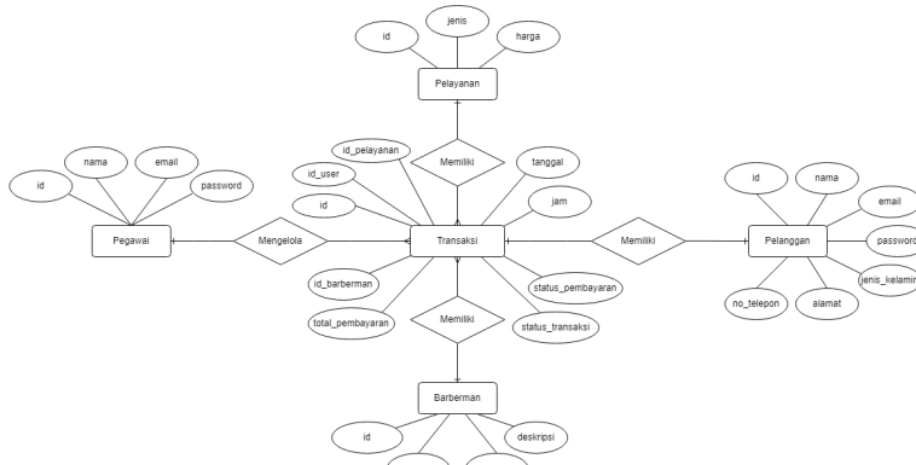 jenis
id
harga
Pelayanan
id_pelayanan
Memiliki
tanggal
nama
email
id_user
id
nama
id
password
id
jam
email
Pegawai
Mengelola
Transaksi
Memiliki
Pelanggan
password
id_barberman
status_pembayaran
jenis_kelamin
total_pembayaran
Memiliki
status_transaksi
no_telepon
alamat
Barberman
id
deskripsi